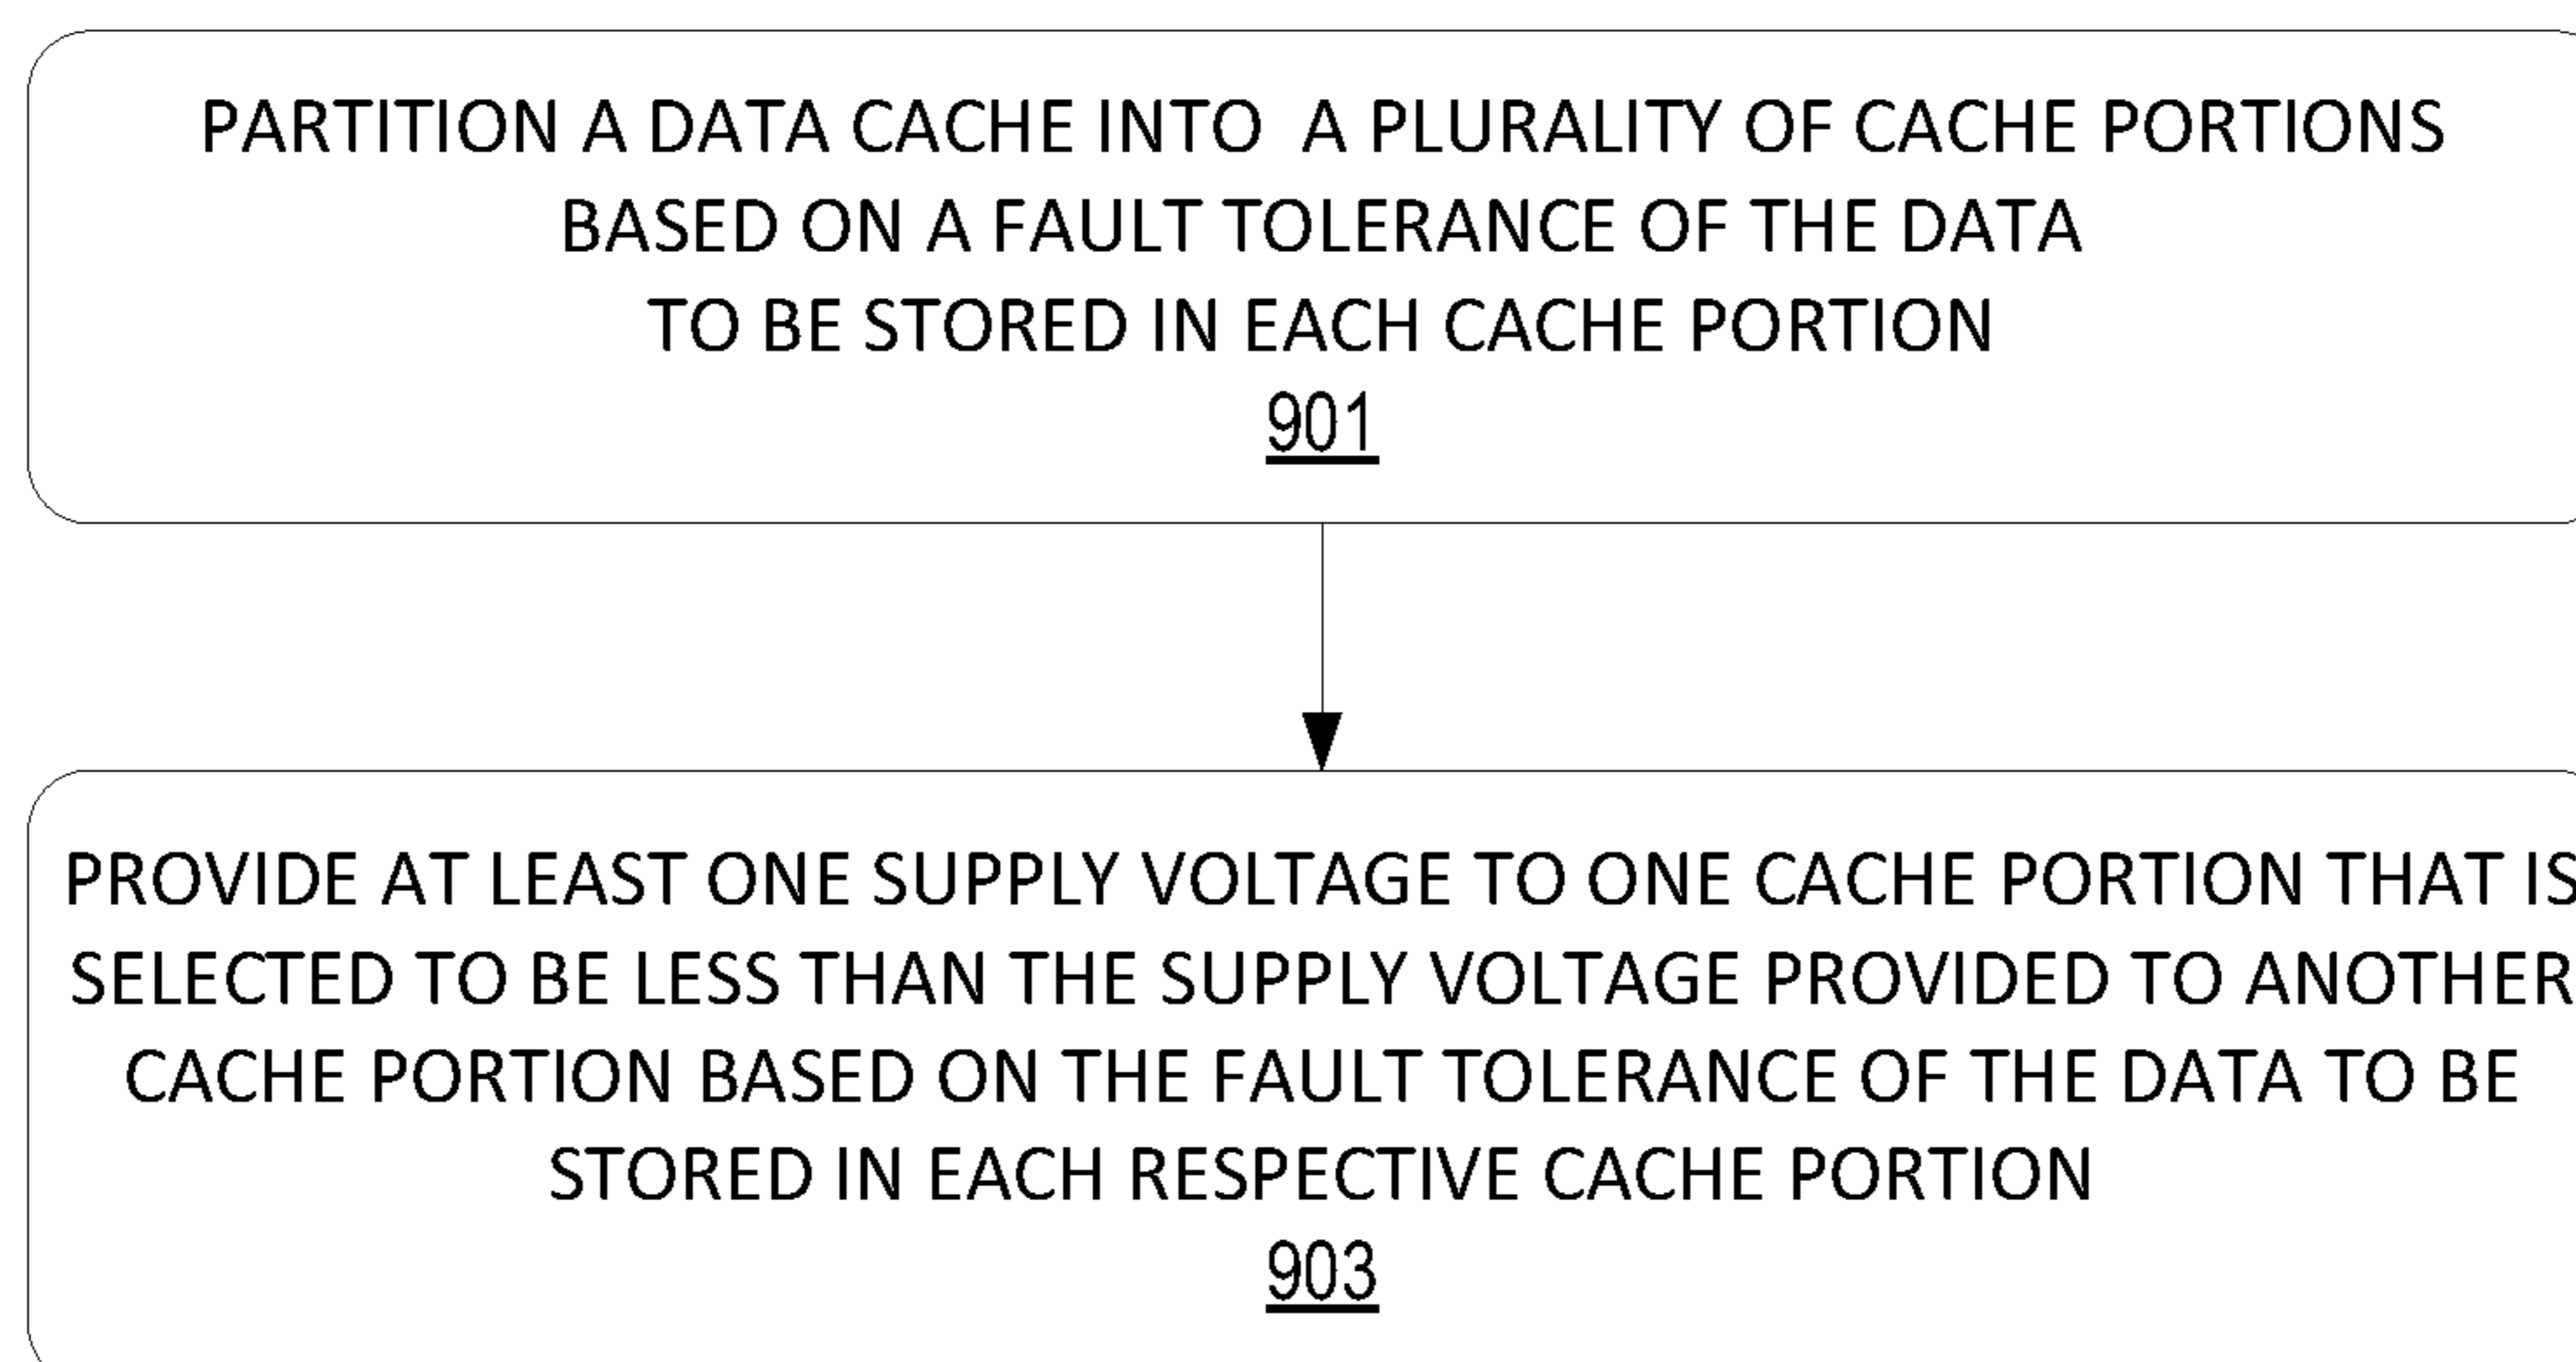 PARTITION A DATA CACHE INTO A PLURALITY OF CACHE PORTIONS
BASED ON A FAULT TOLERANCE OF THE DATA
TO BE STORED IN EACH CACHE PORTION
901
PROVIDE AT LEAST ONE SUPPLY VOLTAGE TO ONE CACHE PORTION THAT IS
SELECTED TO BE LESS THAN THE SUPPLY VOLTAGE PROVIDED TO ANOTHER
CACHE PORTION BASED ON THE FAULT TOLERANCE OF THE DATA TO BE
STORED IN EACH RESPECTIVE CACHE PORTION
903